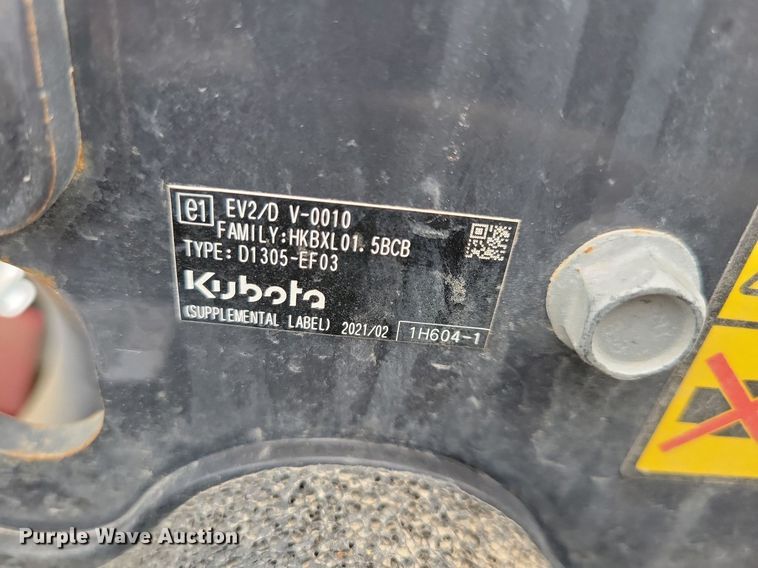 e1 EV2/D V-0010
FAMILY:HKBXL01.5BCB
TYPE: D1305-EF03
Kubota
(SUPPLEMENTAL LABEL) 2021/02 1H604-1
Purple Wave Auction